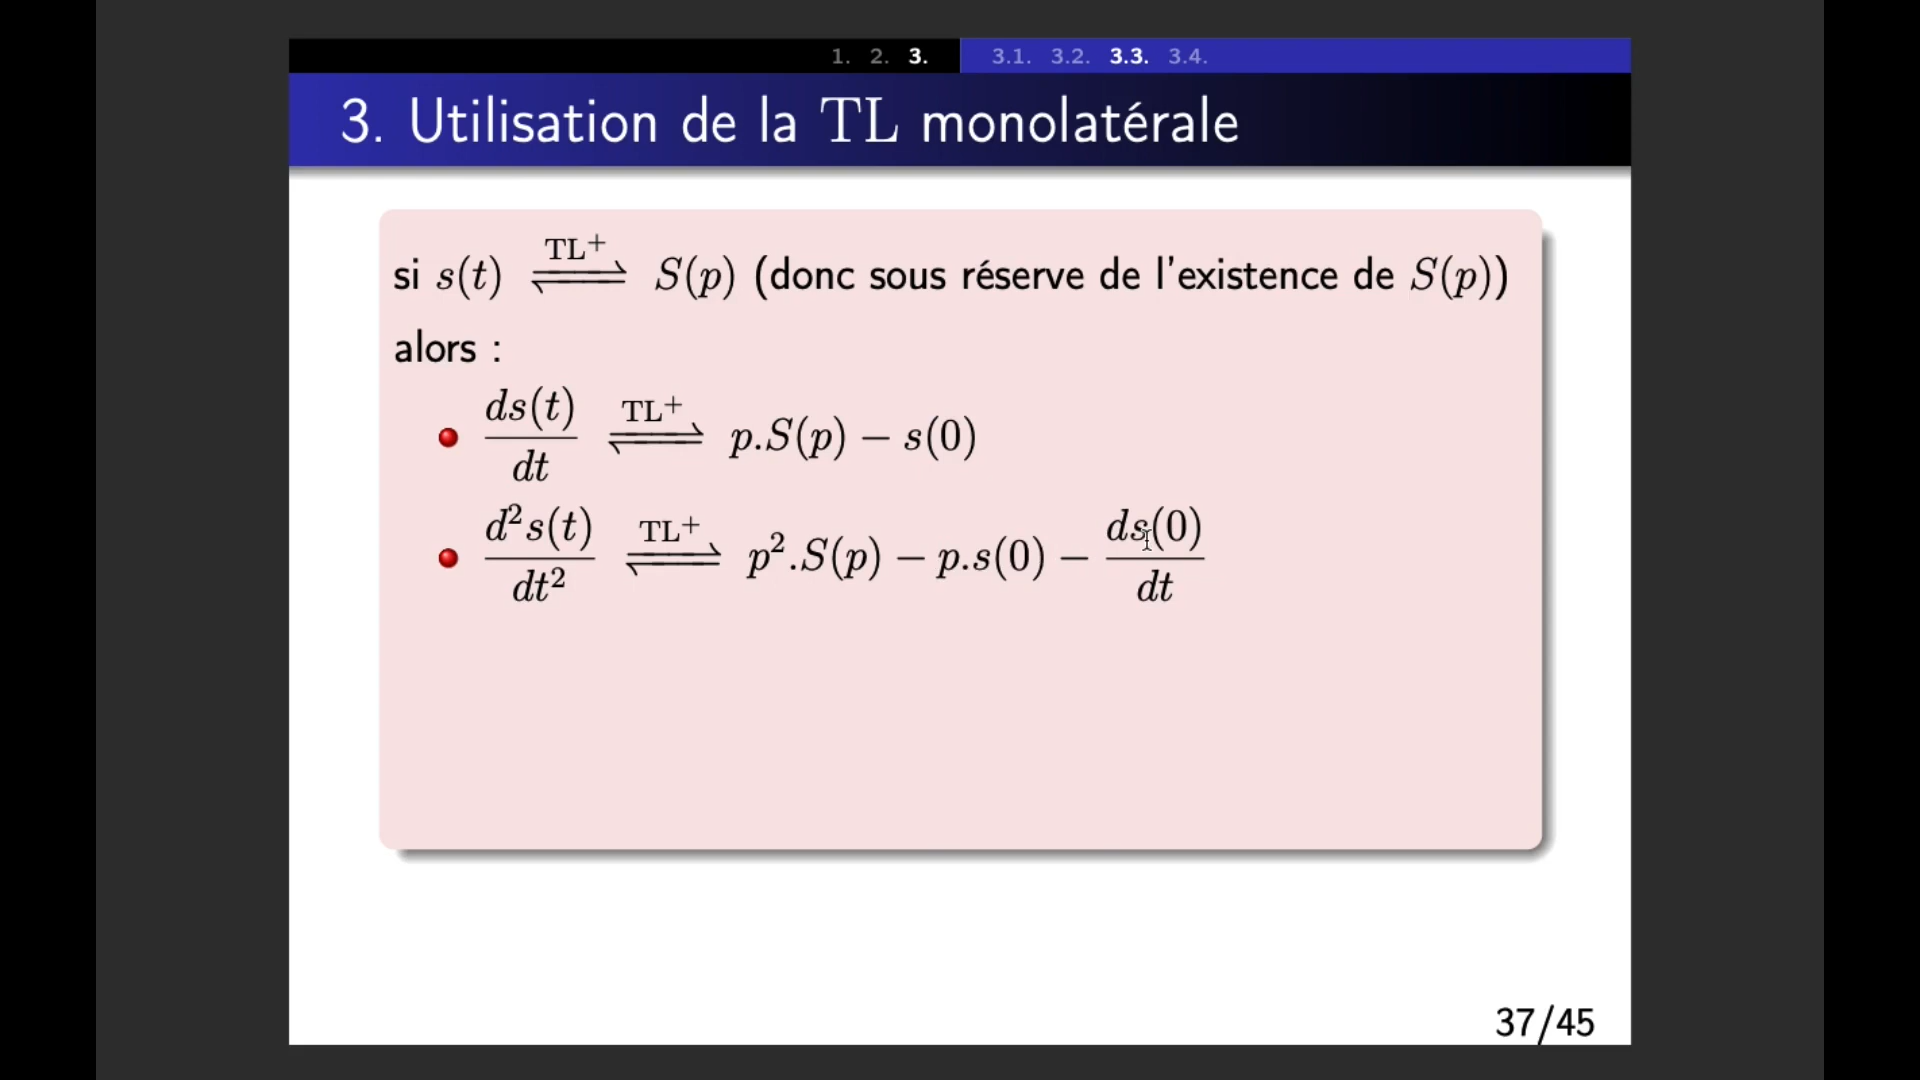 1. 2. 3. 3.1. 3.2. 3.3. 3.4.
3. Utilisation de la TL monolatérale
si s(t) ⇌ TL⁺ S(p) (donc sous réserve de l'existence de S(p))
alors :
• ds(t)/dt ⇌ TL⁺ p.S(p) − s(0)
• d²s(t)/dt² ⇌ TL⁺ p².S(p) − p.s(0) − ds(0)/dt
37/45